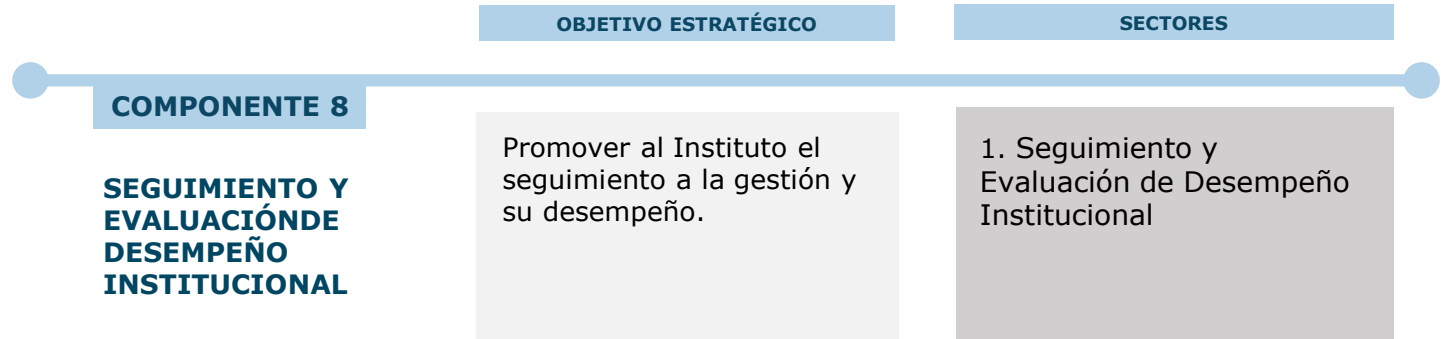 OBJETIVO ESTRATÉGICO
SECTORES
COMPONENTE 8
SEGUIMIENTO Y
EVALUACIÓNDE
DESEMPEÑO
INSTITUCIONAL
Promover al Instituto el
seguimiento a la gestión y
su desempeño.
1. Seguimiento y
Evaluación de Desempeño
Institucional